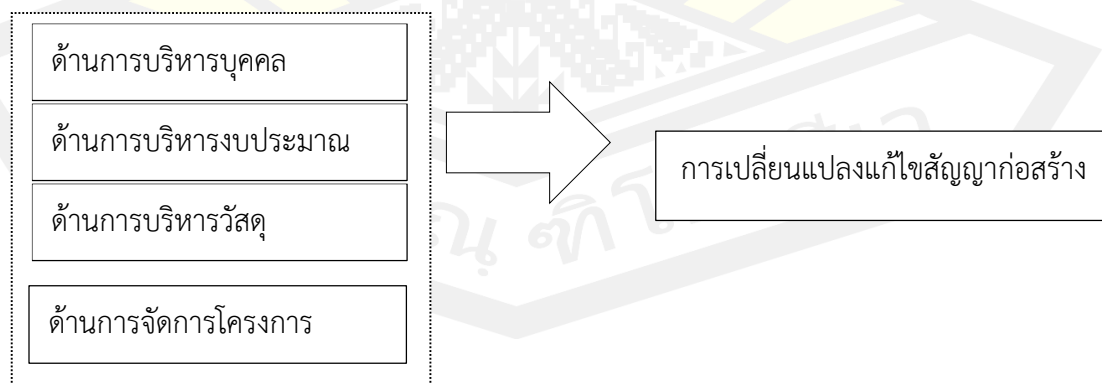 ด้านการบริหารบุคคล
ด้านการบริหารงบประมาณ
ด้านการบริหารวัสดุ
ด้านการจัดการโครงการ
การเปลี่ยนแปลงแก้ไขสัญญาก่อสร้าง